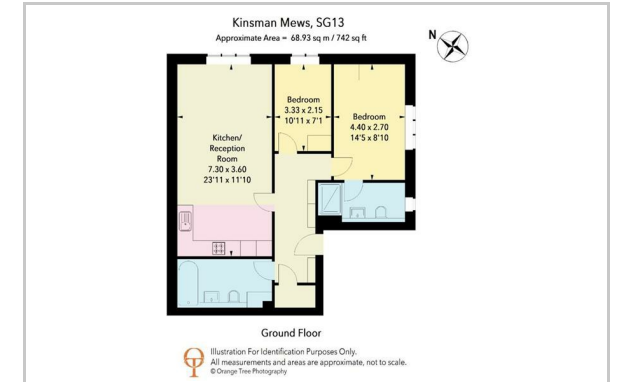 Kinsman Mews, SG13
Approximate Area = 68.93 sq m / 742 sq ft
N
Bedroom
3.33 x 2.15
10'11 x 7'1
Bedroom
4.40 x 2.70
14'5 x 8'10
Kitchen/
Reception
Room
7.30 x 3.60
23'11 x 11'10
Ground Floor
Illustration For Identification Purposes Only.
All measurements and areas are approximate, not to scale.
© Orange Tree Photography